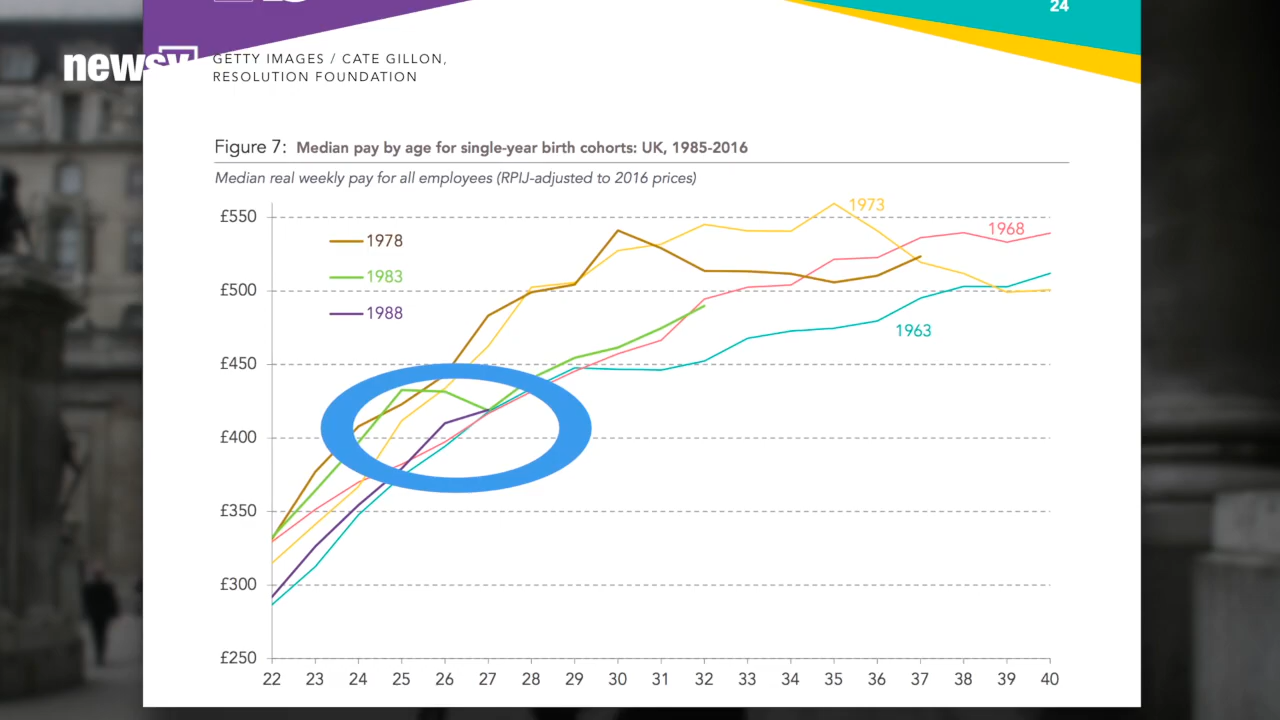 24
newsy
GETTY IMAGES / CATE GILLON,
RESOLUTION FOUNDATION
Figure 7: Median pay by age for single-year birth cohorts: UK, 1985-2016
Median real weekly pay for all employees (RPIJ-adjusted to 2016 prices)
£550
£500
£450
£400
£350
£300
£250
1978
1983
1988
1973
1968
1963
22 23 24 25 26 27 28 29 30 31 32 33 34 35 36 37 38 39 40